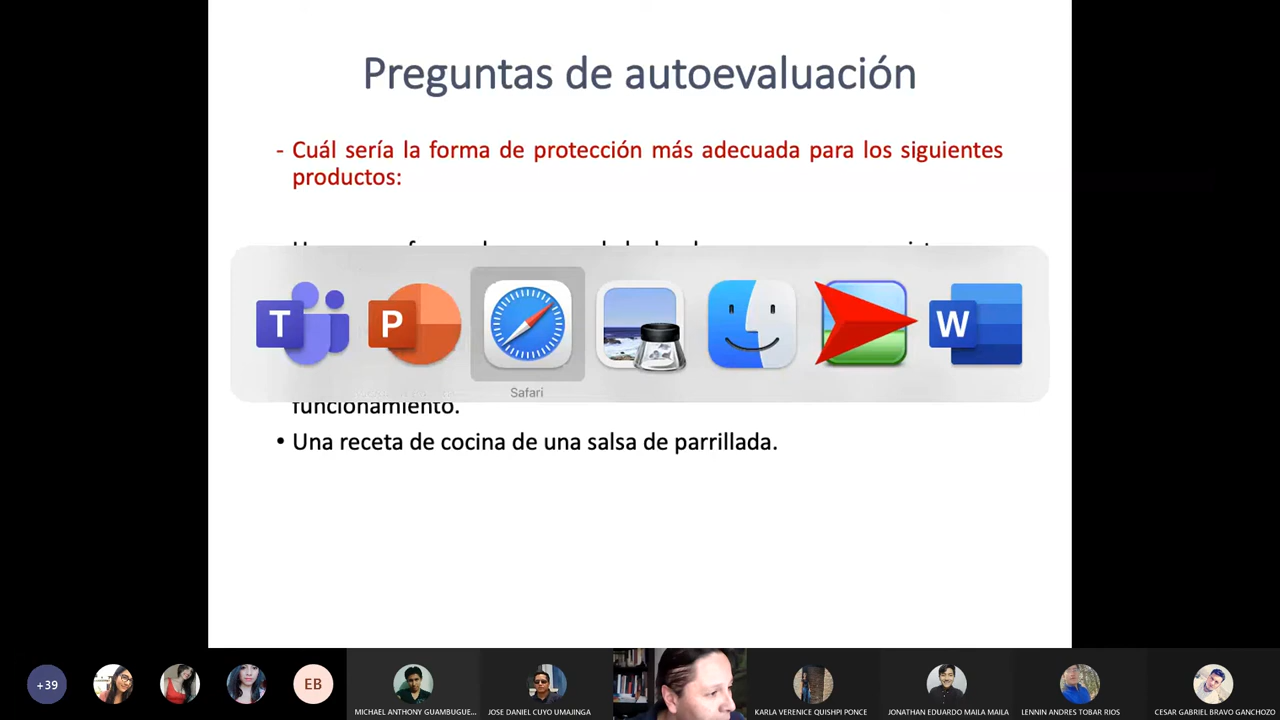 Preguntas de autoevaluación
- Cuál sería la forma de protección más adecuada para los siguientes
productos:
T
P
W
Safari
funcionamiento.
• Una receta de cocina de una salsa de parrillada.
+39
EB
MICHAEL ANTHONY GUAMBUGUE...
JOSE DANIEL CUYO UMAJINGA
KARLA VERENICE QUISHPI PONCE
JONATHAN EDUARDO MAILA MAILA
LENNIN ANDRES TOBAR RIOS
CESAR GABRIEL BRAVO GANCHOZO